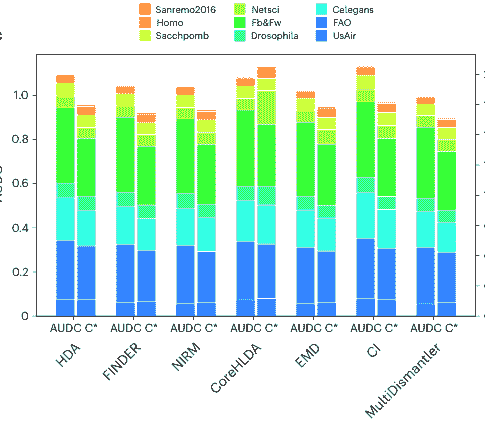 Sanremo2016 Netsci Celegans
Homo Fb&Fw FAO
Sacchpomb Drosophila UsAir
1.0
0.8
0.6
0.4
0.2
0
AUDC C* AUDC C* AUDC C* AUDC C* AUDC C* AUDC C* AUDC C*
HDA FINDER NIRM CoreHLDA EMD CI MultiDismantler